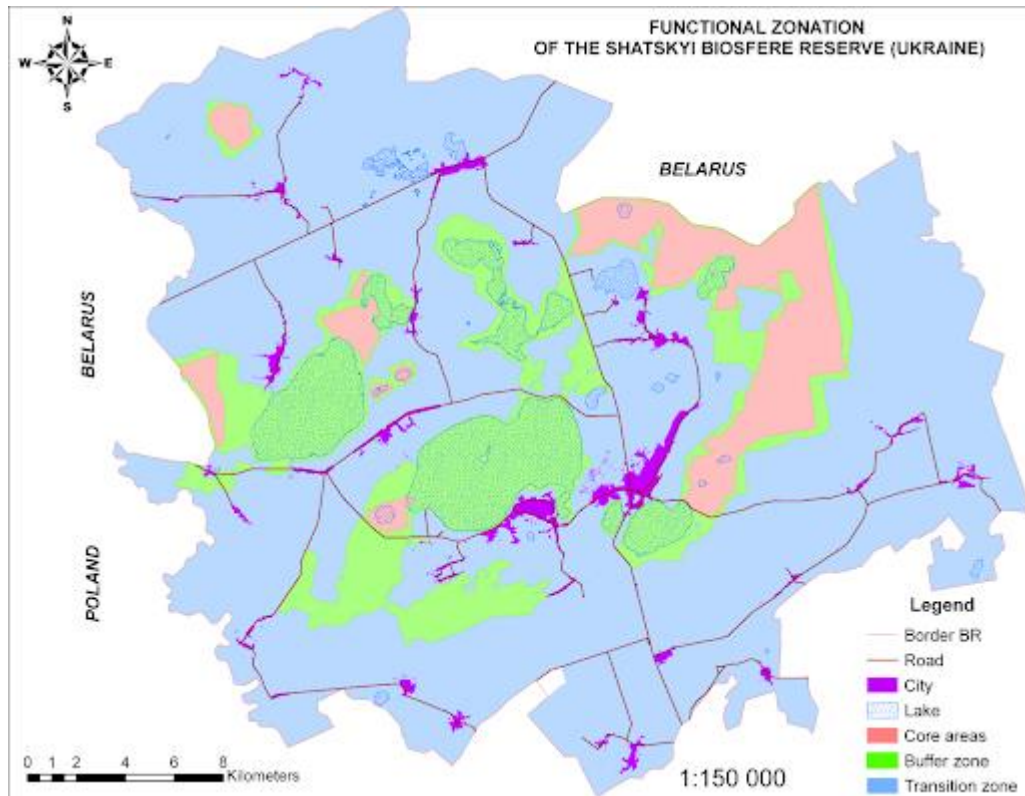 FUNCTIONAL ZONATION
OF THE SHATSKYI BIOSFERE RESERVE (UKRAINE)
N
W E
S
BELARUS
BELARUS
POLAND
Legend
Border BR
Road
City
Lake
Core areas
Buffer zone
Transition zone
0 1 2 4 6 8
Kilometers
1:150 000